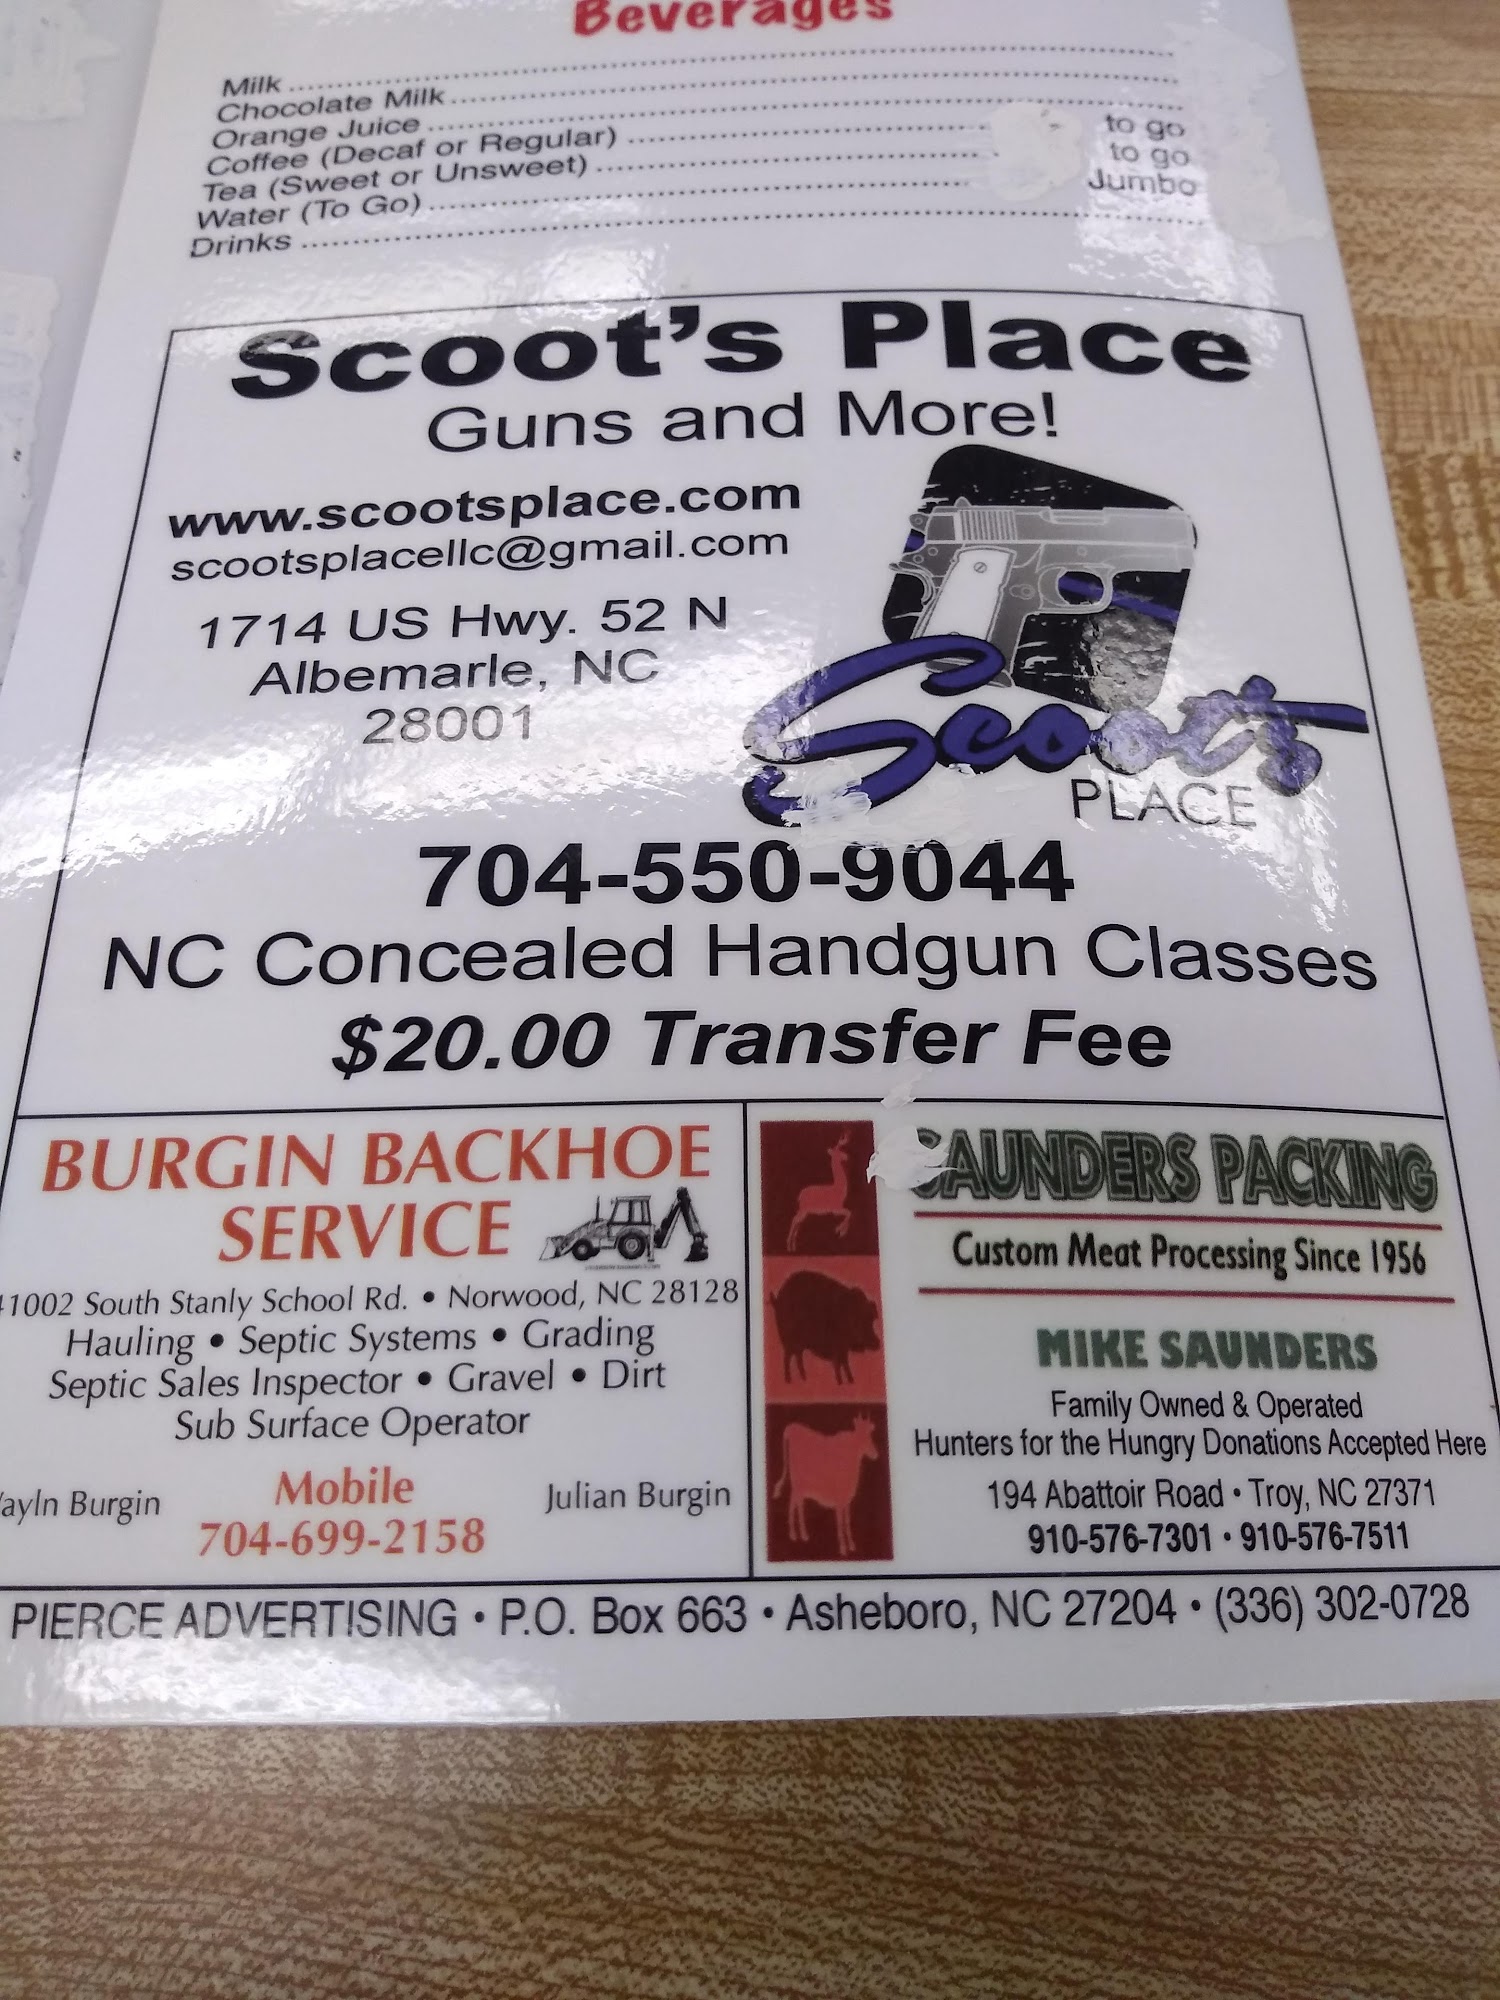 Beverages
Milk
Chocolate Milk
Orange Juice
Coffee (Decaf or Regular) to go
Tea (Sweet or Unsweet) to go
Water (To Go) Jumbo
Drinks
Scoot's Place
Guns and More!
www.scootsplace.com
scootsplacellc@gmail.com
1714 US Hwy. 52 N
Albemarle, NC
28001
Scoot's
PLACE
704-550-9044
NC Concealed Handgun Classes
$20.00 Transfer Fee
BURGIN BACKHOE
SERVICE
41002 South Stanly School Rd. • Norwood, NC 28128
Hauling • Septic Systems • Grading
Septic Sales Inspector • Gravel • Dirt
Sub Surface Operator
Burgin
Mobile
704-699-2158
Julian Burgin
SAUNDERS PACKING
Custom Meat Processing Since 1956
MIKE SAUNDERS
Family Owned & Operated
Hunters for the Hungry Donations Accepted Here
194 Abattoir Road • Troy, NC 27371
910-576-7301 • 910-576-7511
PIERCE ADVERTISING • P.O. Box 663 • Asheboro, NC 27204 • (336) 302-0728